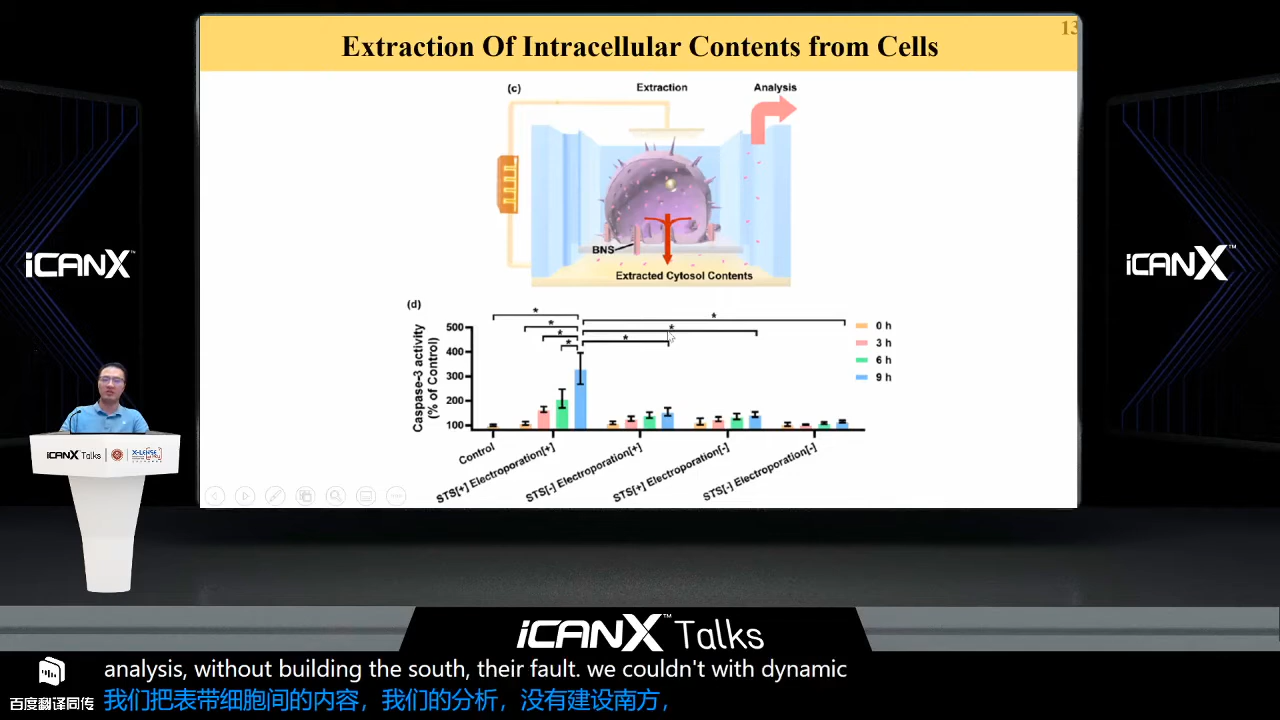 13
Extraction Of Intracellular Contents from Cells
(c)
Extraction
Analysis
BNS
Extracted Cytosol Contents
(d)
Caspase-3 activity
(% of Control)
500
400
300
200
100
*
*
*
*
*
*
*
0 h
3 h
6 h
9 h
Control
STS[+] Electroporation[+]
STS[-] Electroporation[+]
STS[+] Electroporation[-]
STS[-] Electroporation[-]
iCANX™
iCANX™
iCANX Talks
X-LENSE
iCANX™ Talks
analysis, without building the south, their fault. we couldn't with dynamic
百度翻译同传
我们把表带细胞间的内容，我们的分析，没有建设南方，